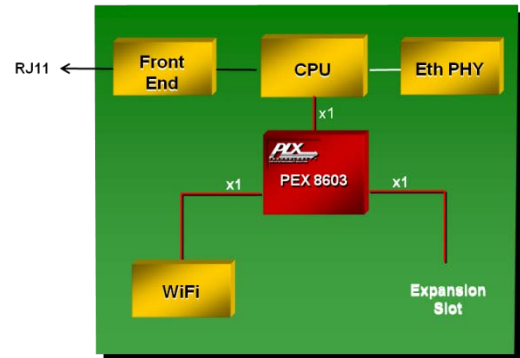 RJ11
Front
End
CPU
Eth PHY
x1
PLX
PEX 8603
x1
x1
WiFi
Expansion
Slot